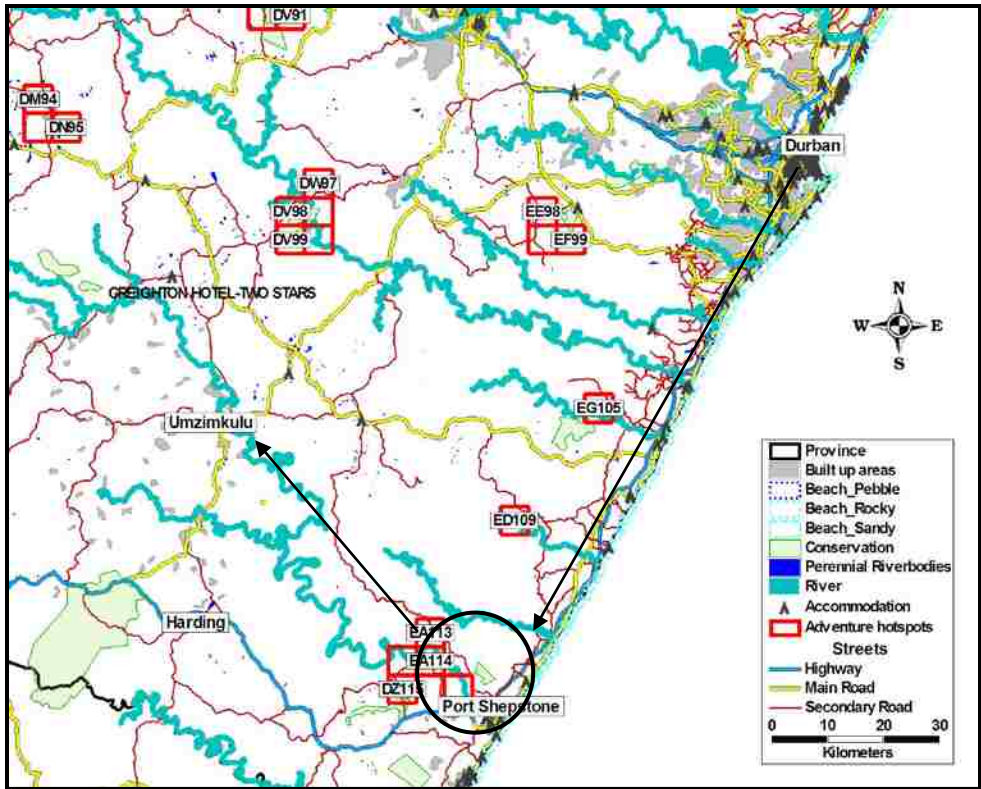 DV91
DM94
DN95
Durban
DW97
DV98
EE98
DV99
EF99
CREIGHTON HOTEL-TWO STARS
N
W E
S
EG105
Umzimkulu
ED109
Harding
EA113
EA114
DZ115
Port Shepstone
Province
Built up areas
Beach_Pebble
Beach_Rocky
Beach_Sandy
Conservation
Perennial Riverbodies
River
Accommodation
Adventure hotspots
Streets
Highway
Main Road
Secondary Road
0 10 20 30
Kilometers